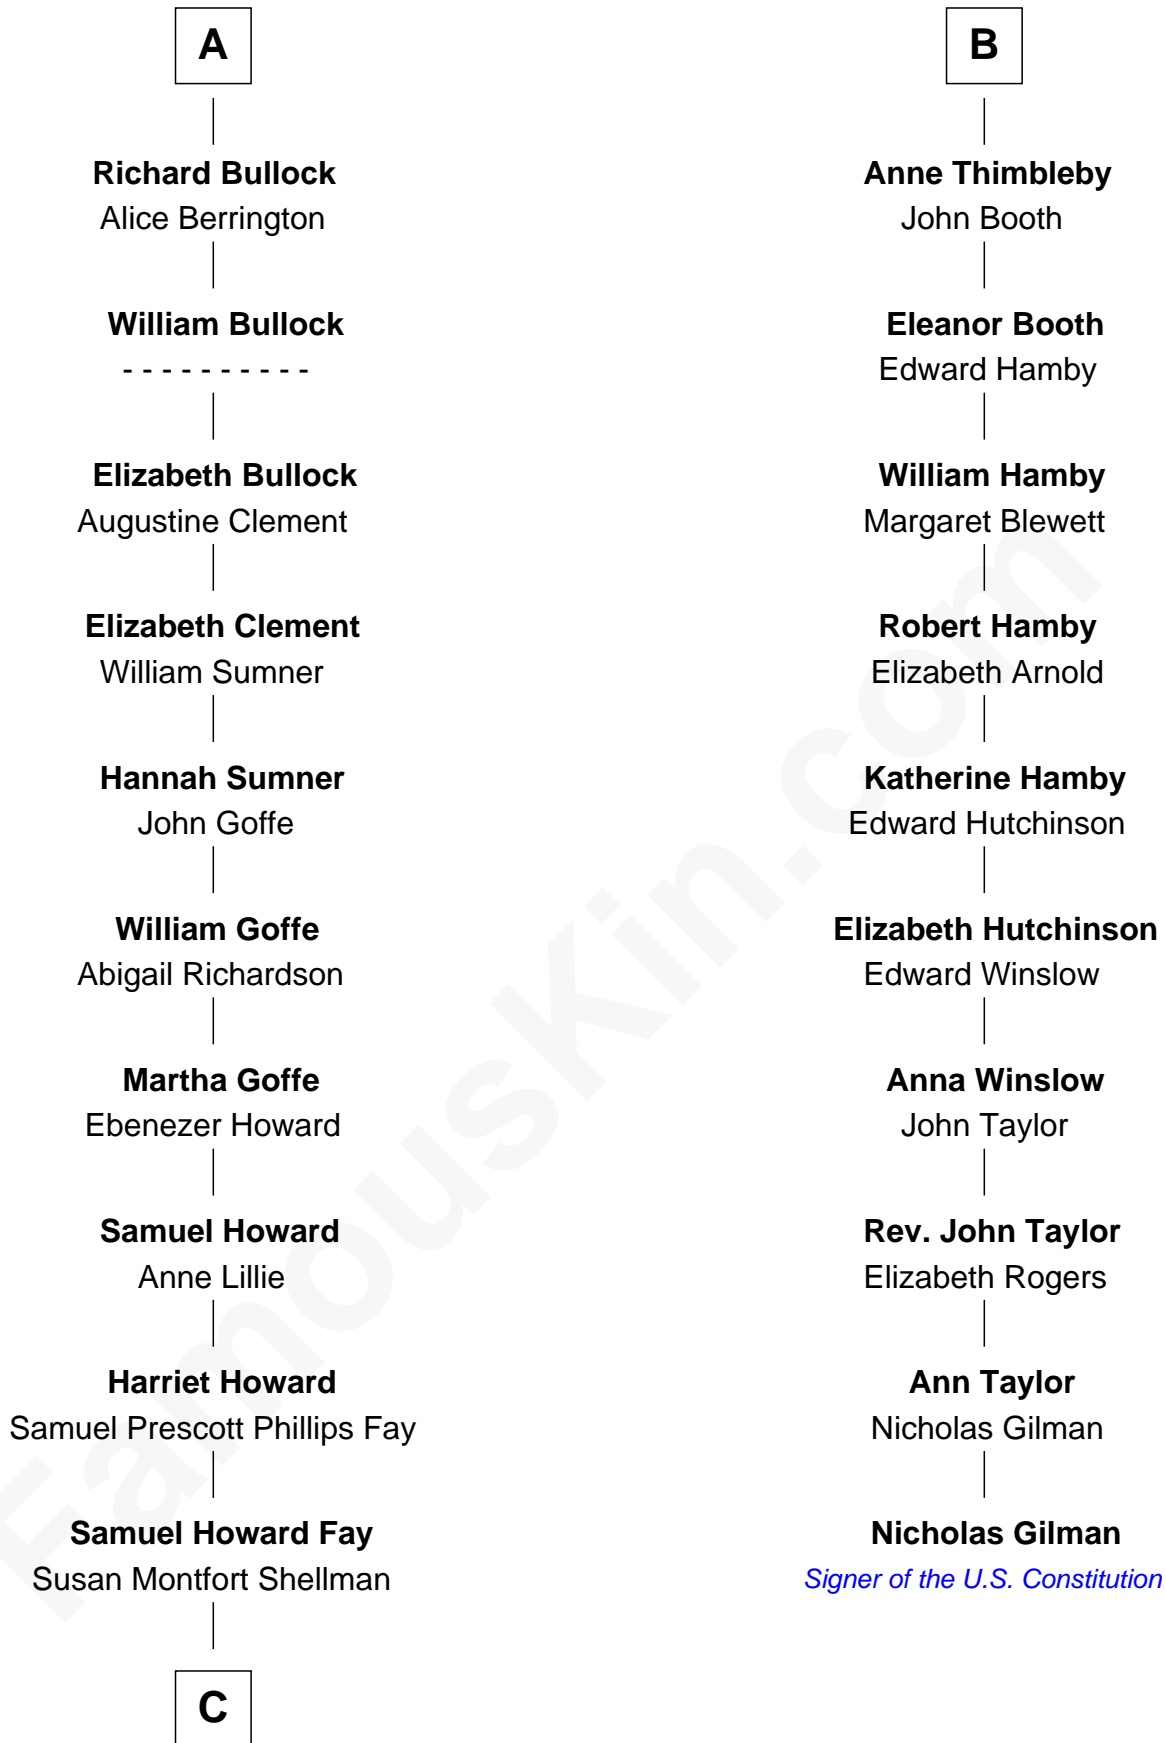 A
Richard Bullock
Alice Berrington
William Bullock
- - - - - - - - - -
Elizabeth Bullock
Augustine Clement
Elizabeth Clement
William Sumner
Hannah Sumner
John Goffe
William Goffe
Abigail Richardson
Martha Goffe
Ebenezer Howard
Samuel Howard
Anne Lillie
Harriet Howard
Samuel Prescott Phillips Fay
Samuel Howard Fay
Susan Montfort Shellman
C
B
Anne Thimbleby
John Booth
Eleanor Booth
Edward Hamby
William Hamby
Margaret Blewett
Robert Hamby
Elizabeth Arnold
Katherine Hamby
Edward Hutchinson
Elizabeth Hutchinson
Edward Winslow
Anna Winslow
John Taylor
Rev. John Taylor
Elizabeth Rogers
Ann Taylor
Nicholas Gilman
Nicholas Gilman
Signer of the U.S. Constitution
FamousKin.com